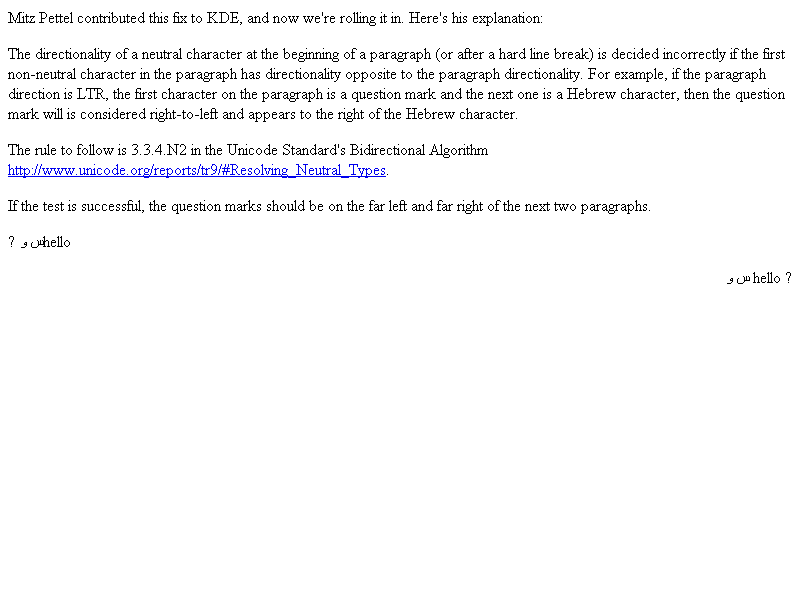 Mitz Pettel contributed this fix to KDE, and now we're rolling it in. Here's his explanation:
The directionality of a neutral character at the beginning of a paragraph (or after a hard line break) is decided incorrectly if the first
non-neutral character in the paragraph has directionality opposite to the paragraph directionality. For example, if the paragraph
direction is LTR, the first character on the paragraph is a question mark and the next one is a Hebrew character, then the question
mark will is considered right-to-left and appears to the right of the Hebrew character.
The rule to follow is 3.3.4.N2 in the Unicode Standard's Bidirectional Algorithm
http://www.unicode.org/reports/tr9/#Resolving_Neutral_Types.
If the test is successful, the question marks should be on the far left and far right of the next two paragraphs.
? س و hello
? hello س و